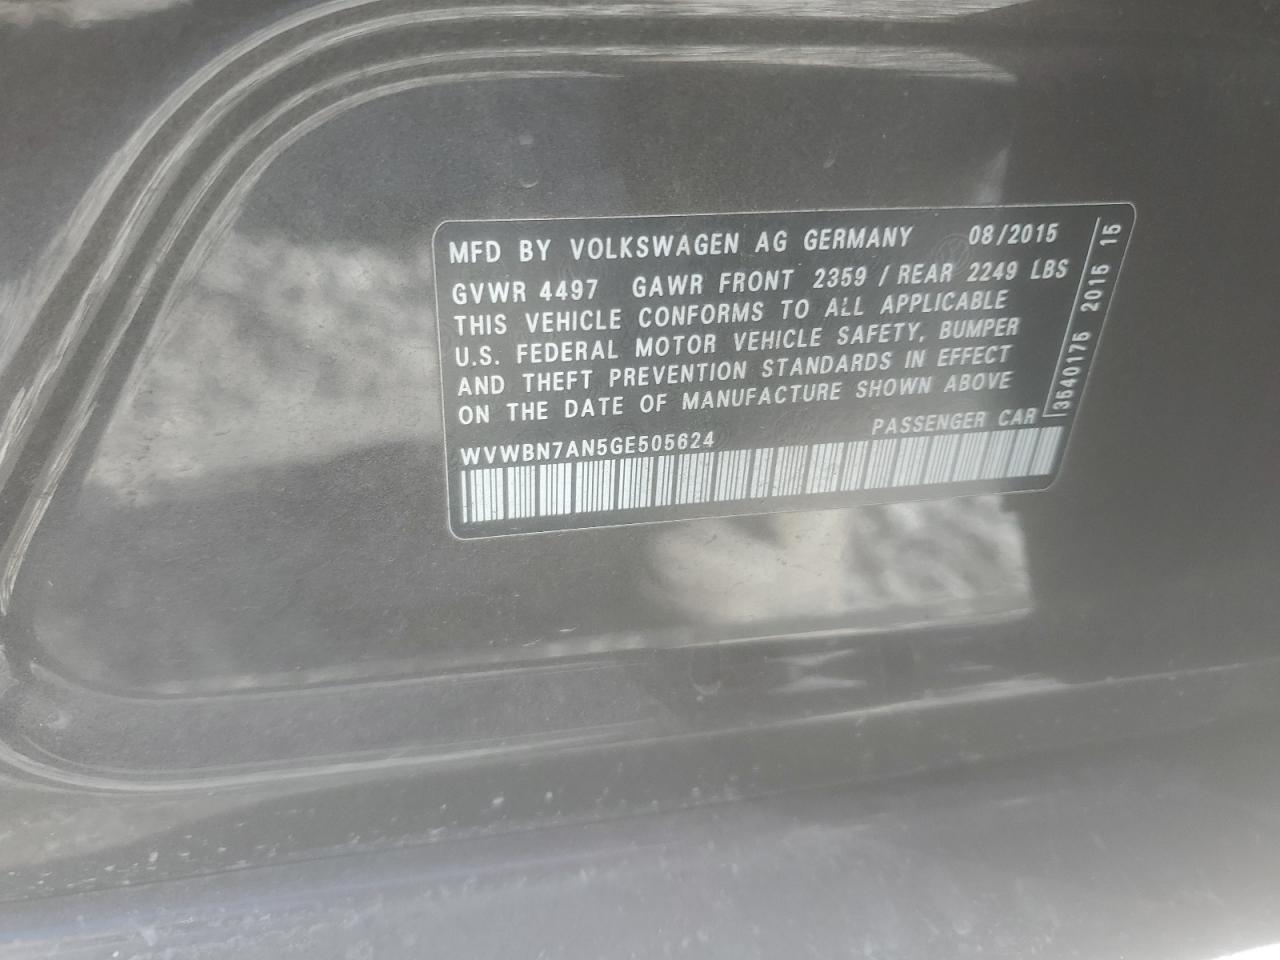 MFD BY VOLKSWAGEN AG GERMANY 08/2015
GVWR 4497 GAWR FRONT 2359 / REAR 2249 LBS
THIS VEHICLE CONFORMS TO ALL APPLICABLE
U.S. FEDERAL MOTOR VEHICLE SAFETY, BUMPER
AND THEFT PREVENTION STANDARDS IN EFFECT
ON THE DATE OF MANUFACTURE SHOWN ABOVE
PASSENGER CAR
WVWBN7AN5GE505624
3640175 2015 15